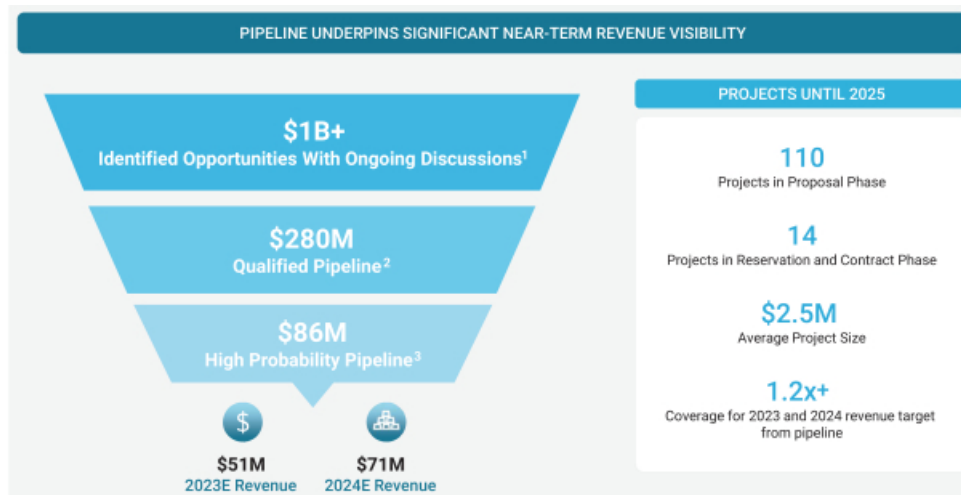 PIPELINE UNDERPINS SIGNIFICANT NEAR-TERM REVENUE VISIBILITY
$1B+
Identified Opportunities With Ongoing Discussions¹
$280M
Qualified Pipeline²
$86M
High Probability Pipeline³
$
$51M
2023E Revenue
$71M
2024E Revenue
PROJECTS UNTIL 2025
110
Projects in Proposal Phase
14
Projects in Reservation and Contract Phase
$2.5M
Average Project Size
1.2x+
Coverage for 2023 and 2024 revenue target
from pipeline